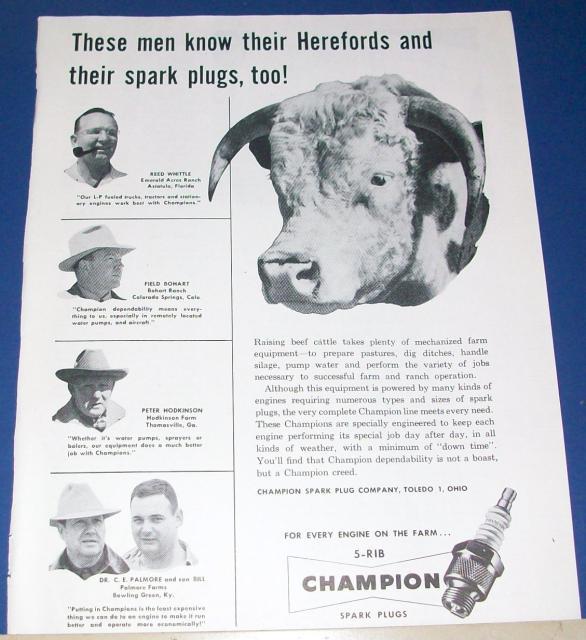 These men know their Herefords and
their spark plugs, too!
REED WHITTLE
Emerald Acres Ranch
Astatula, Florida
"Our L-P fueled trucks, tractors and station-
ary engines work best with Champions."
FIELD BOHART
Bohart Ranch
Colorado Springs, Colo.
"Champion dependability means every-
thing to us, especially in remotely located
water pumps, and aircraft."
PETER HODKINSON
Hodkinson Farm
Thomasville, Ga.
"Whether it's water pumps, sprayers or
balers, our equipment does a much better
job with Champions."
DR. C. E. PALMORE and son BILL
Palmore Farms
Bowling Green, Ky.
"Putting in Champions is the least expensive
thing we can do to an engine to make it run
better and operate more economically!"
Raising beef cattle takes plenty of mechanized farm
equipment—to prepare pastures, dig ditches, handle
silage, pump water and perform the variety of jobs
necessary to successful farm and ranch operation.
Although this equipment is powered by many kinds of
engines requiring numerous types and sizes of spark
plugs, the very complete Champion line meets every need.
These Champions are specially engineered to keep each
engine performing its special job day after day, in all
kinds of weather, with a minimum of "down time".
You'll find that Champion dependability is not a boast,
but a Champion creed.
CHAMPION SPARK PLUG COMPANY, TOLEDO 1, OHIO
FOR EVERY ENGINE ON THE FARM...
5-RIB
CHAMPION
SPARK PLUGS